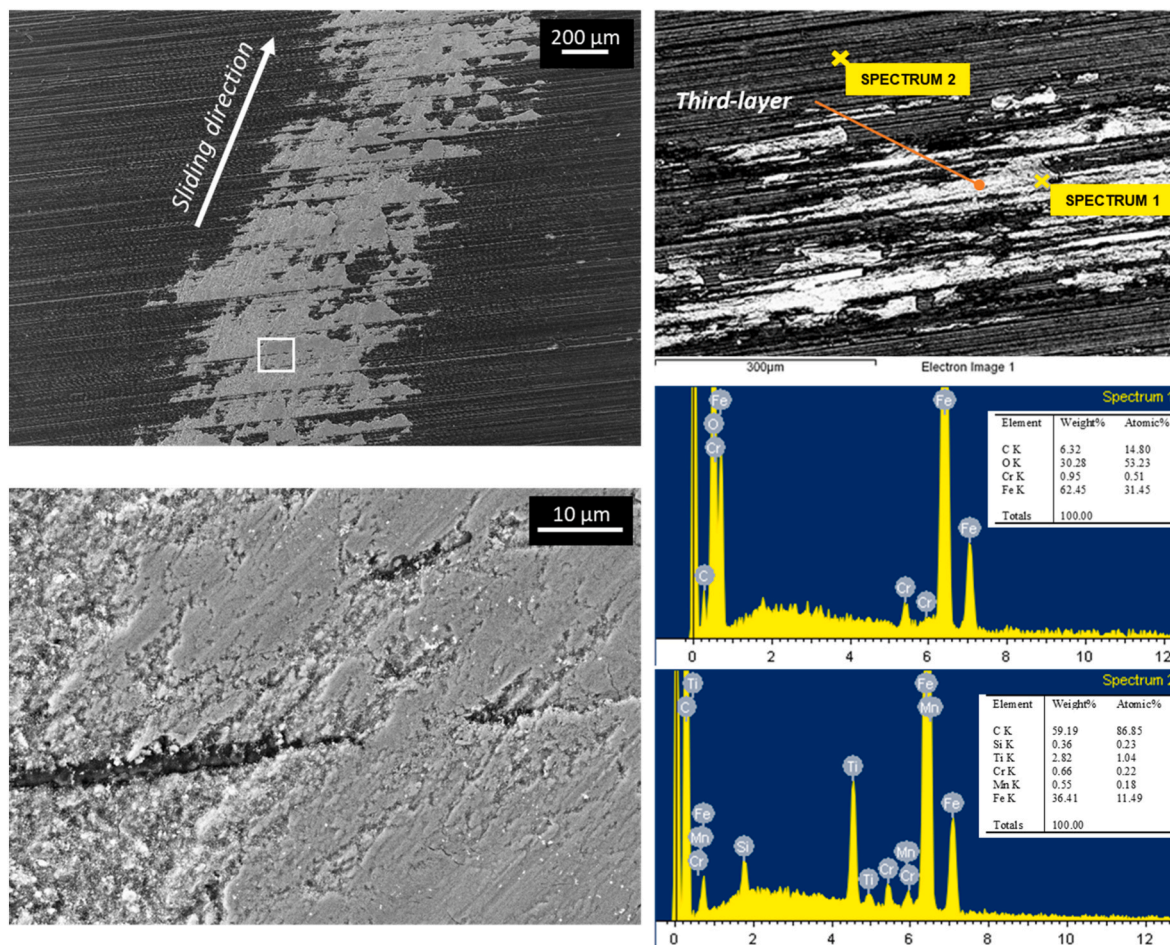 200 µm
Sliding direction
10 µm
SPECTRUM 2
Third-layer
SPECTRUM 1
300µm
Electron Image 1
Spectrum 1
Fe
O
Cr
C
Cr
Cr
Fe
Fe
Element Weight% Atomic%
C K 6.32 14.80
O K 30.28 53.23
Cr K 0.95 0.51
Fe K 62.45 31.45
Totals 100.00
0 2 4 6 8 10 12
Spectrum 2
Ti
C
Fe
Mn
Cr
Si
Ti
Ti
Cr
Mn
Cr
Fe
Mn
Fe
Element Weight% Atomic%
C K 59.19 86.85
Si K 0.36 0.23
Ti K 2.82 1.04
Cr K 0.66 0.22
Mn K 0.55 0.18
Fe K 36.41 11.49
Totals 100.00
0 2 4 6 8 10 12